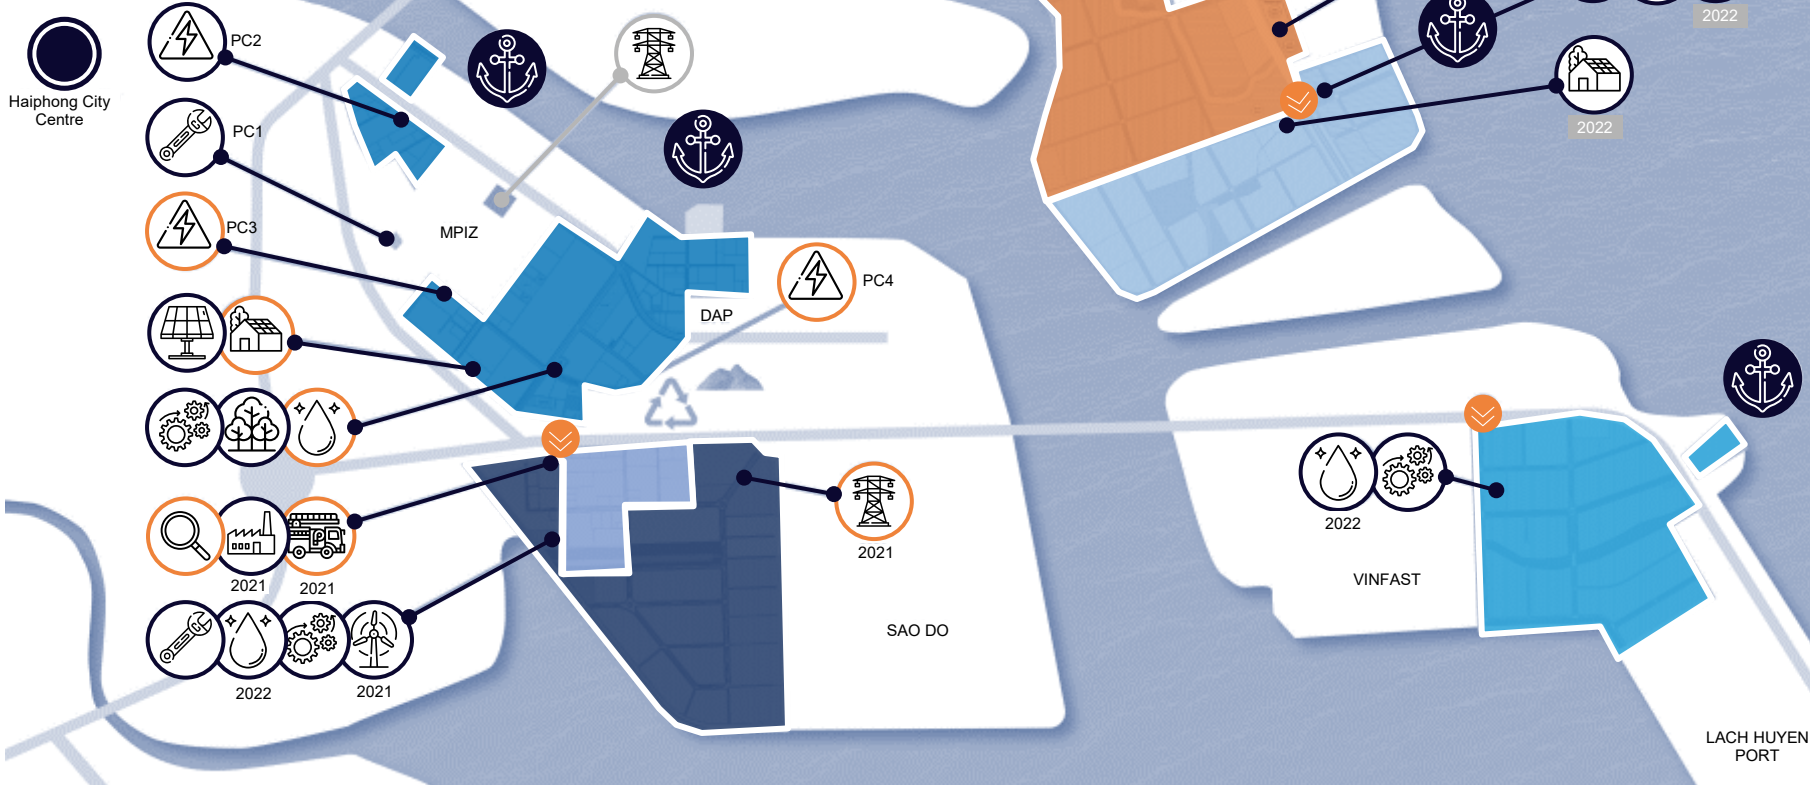 2022
PC2
Haiphong City
Centre
PC1
2022
PC3
MPIZ
PC4
DAP
2021
2022
2021
2021
VINFAST
SAO DO
2022
2021
LACH HUYEN
PORT